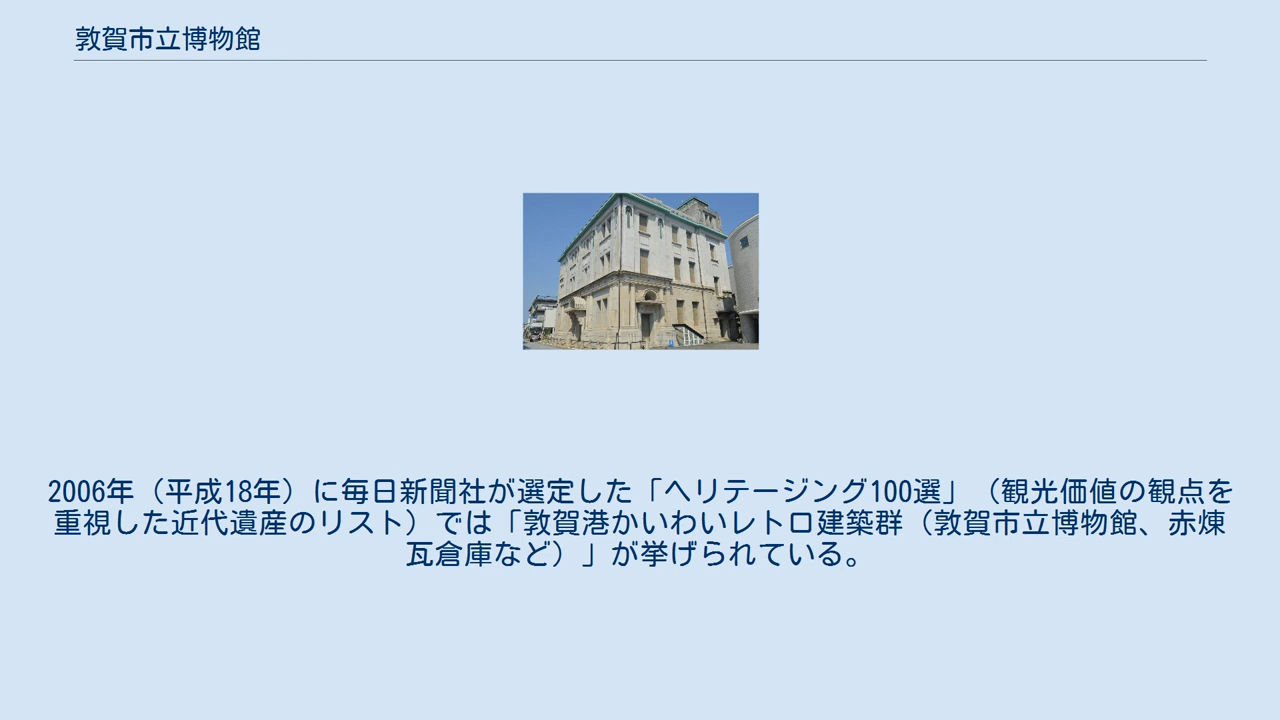 敦賀市立博物館
2006年（平成18年）に毎日新聞社が選定した「ヘリテージング100選」（観光価値の観点を
重視した近代遺産のリスト）では「敦賀港かいわいレトロ建築群（敦賀市立博物館、赤煉
瓦倉庫など）」が挙げられている。